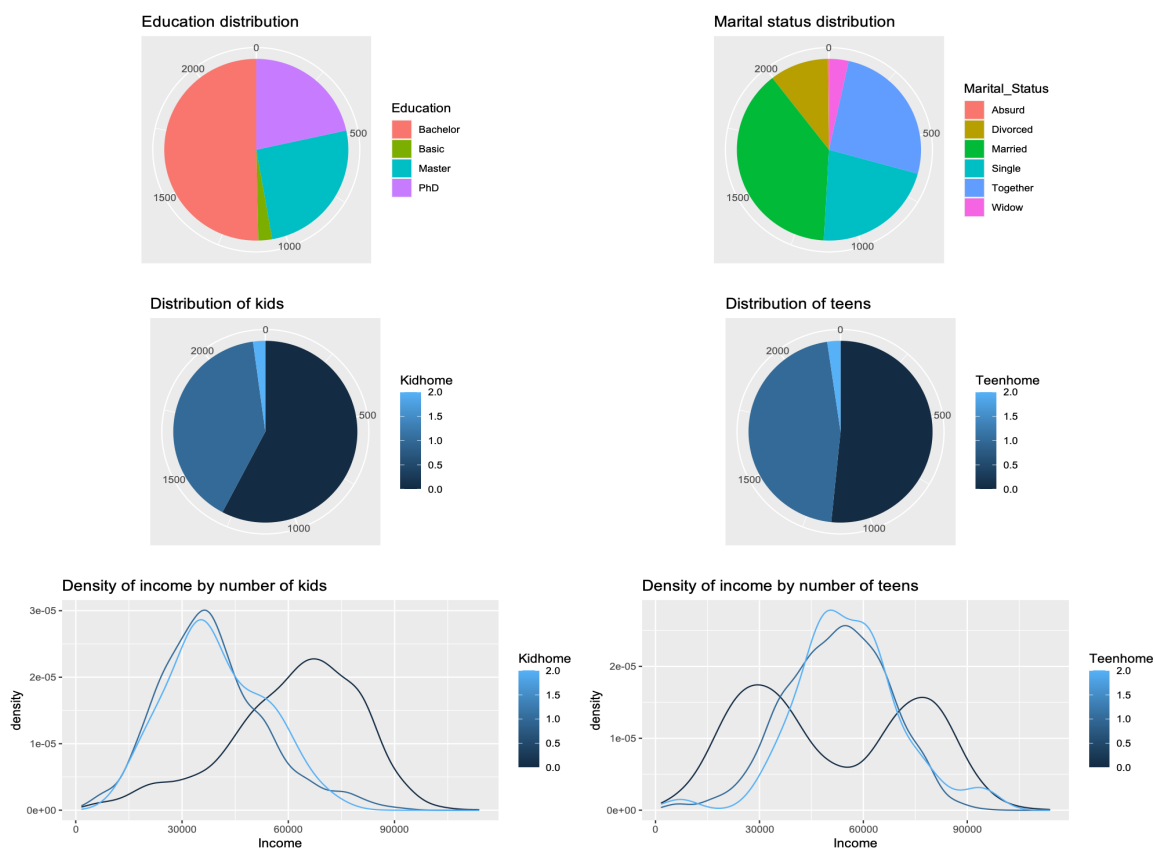 Education distribution
0
500
1000
1500
2000
Education
Bachelor
Basic
Master
PhD
Marital status distribution
0
500
1000
1500
2000
Marital_Status
Absurd
Divorced
Married
Single
Together
Widow
Distribution of kids
0
500
1000
1500
2000
Kidhome
2.0
1.5
1.0
0.5
0.0
Distribution of teens
0
500
1000
1500
2000
Teenhome
2.0
1.5
1.0
0.5
0.0
Density of income by number of kids
density
3e-05
2e-05
1e-05
0e+00
0
30000
60000
90000
Income
Kidhome
2.0
1.5
1.0
0.5
0.0
Density of income by number of teens
density
2e-05
1e-05
0e+00
0
30000
60000
90000
Income
Teenhome
2.0
1.5
1.0
0.5
0.0